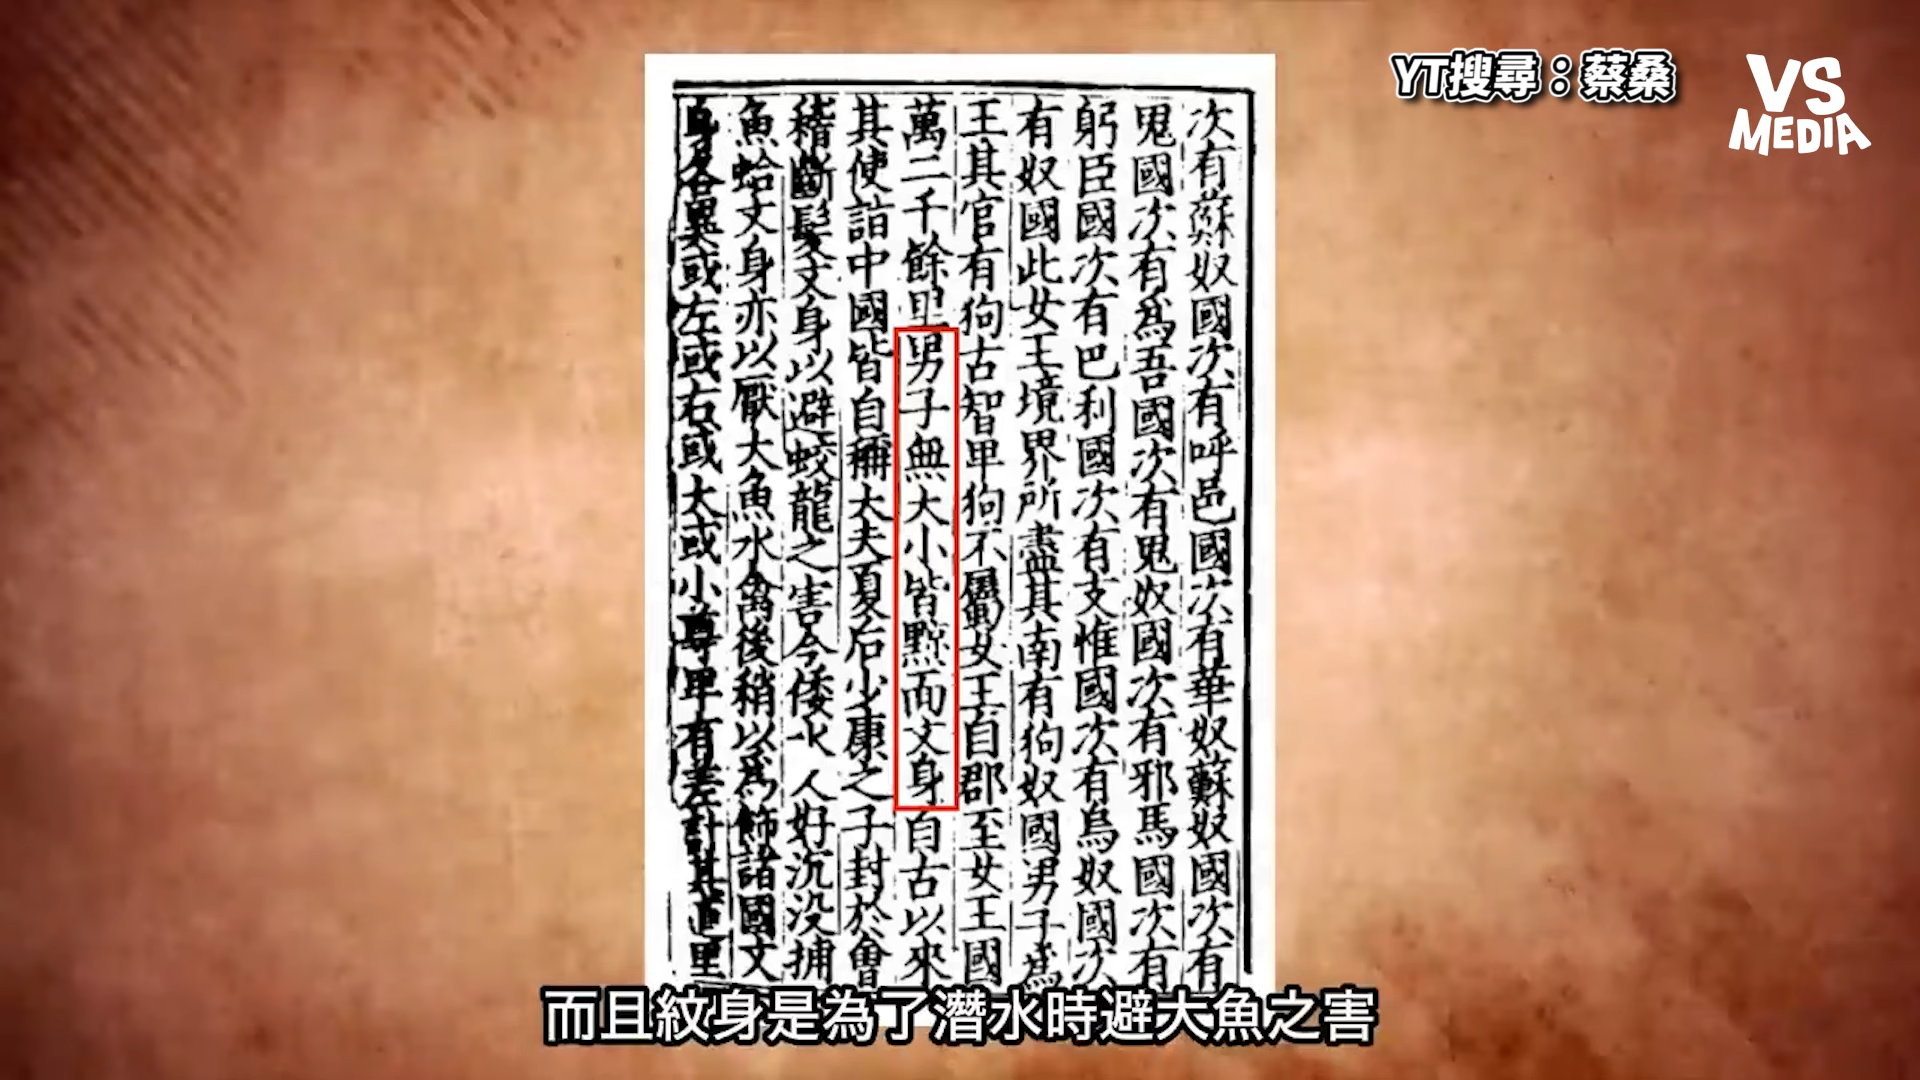 YT搜尋：蔡桑
VS
MEDIA
次有蘇奴國次有呼邑國次有華奴蘇奴國次有
鬼國次有爲吾國次有鬼奴國次有邪馬國次有
躬臣國次有巴利國次有支惟國次有烏奴國次
有奴國此女王境界所盡其南有狗奴國男子爲
王其官有狗古智卑狗不屬女王自郡至女王國
萬二千餘里男子無大小皆黥面文身自古以來
其使詣中國皆自稱大夫夏后少康之子封於會
稽斷髮文身以避蛟龍之害今倭水人好沉没捕
魚蛤文身亦以厭大魚水禽後稍以爲飾諸國文
身各異或左或右或大或小尊卑有差計其道里
而且紋身是為了潛水時避大魚之害